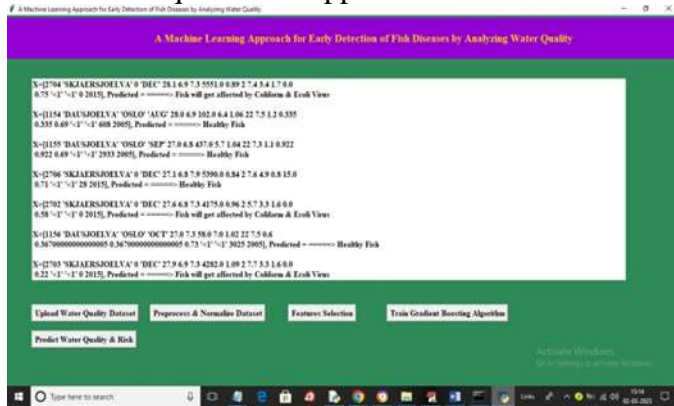 A Machine Learning Approach for Early Detection of Fish Diseases by Analyzing Water Quality
A Machine Learning Approach for Early Detection of Fish Diseases by Analyzing Water Quality
X=[2704 'SKJAERSJOELVA' 0 'DEC' 28.1 6.9 7.3 5551.0 0.89 2 7.4 3.4 1.7 0.0
0.75 '<1' '<1' 0 2015], Predicted = =====> Fish will get affected by Coliform & Ecoli Virus
X=[1154 'DAUSJOELVA' 'OSLO' 'AUG' 28.0 6.9 102.0 6.4 1.06 22 7.5 1.2 0.335
0.335 0.69 '<1' '<1' 608 2005], Predicted = =====> Healthy Fish
X=[1155 'DAUSJOELVA' 'OSLO' 'SEP' 27.0 6.8 437.0 5.7 1.04 22 7.3 1.1 0.922
0.922 0.69 '<1' '<1' 2933 2005], Predicted = =====> Healthy Fish
X=[2706 'SKJAERSJOELVA' 0 'DEC' 27.1 6.8 7.9 5390.0 0.84 2 7.6 4.9 0.8 15.0
0.71 '<1' '<1' 28 2015], Predicted = =====> Healthy Fish
X=[2702 'SKJAERSJOELVA' 0 'DEC' 27.6 6.8 7.3 4175.0 0.96 2 5.7 3.3 1.6 0.0
0.58 '<1' '<1' 0 2015], Predicted = =====> Fish will get affected by Coliform & Ecoli Virus
X=[1156 'DAUSJOELVA' 'OSLO' 'OCT' 27.0 7.3 58.0 7.0 1.02 22 7.5 0.6
0.36700000000000005 0.36700000000000005 0.73 '<1' '<1' 3025 2005], Predicted = =====> Healthy Fish
X=[2703 'SKJAERSJOELVA' 0 'DEC' 27.9 6.9 7.3 4282.0 1.09 2 7.7 3.3 1.6 0.0
0.22 '<1' '<1' 0 2015], Predicted = =====> Fish will get affected by Coliform & Ecoli Virus
Upload Water Quality Dataset Preprocess & Normalize Dataset Features Selection Train Gradient Boosting Algorithm
Predict Water Quality & Risk
Activate Windows
Go to Settings to activate Windows.
Type here to search Links 15:14
02-05-2023